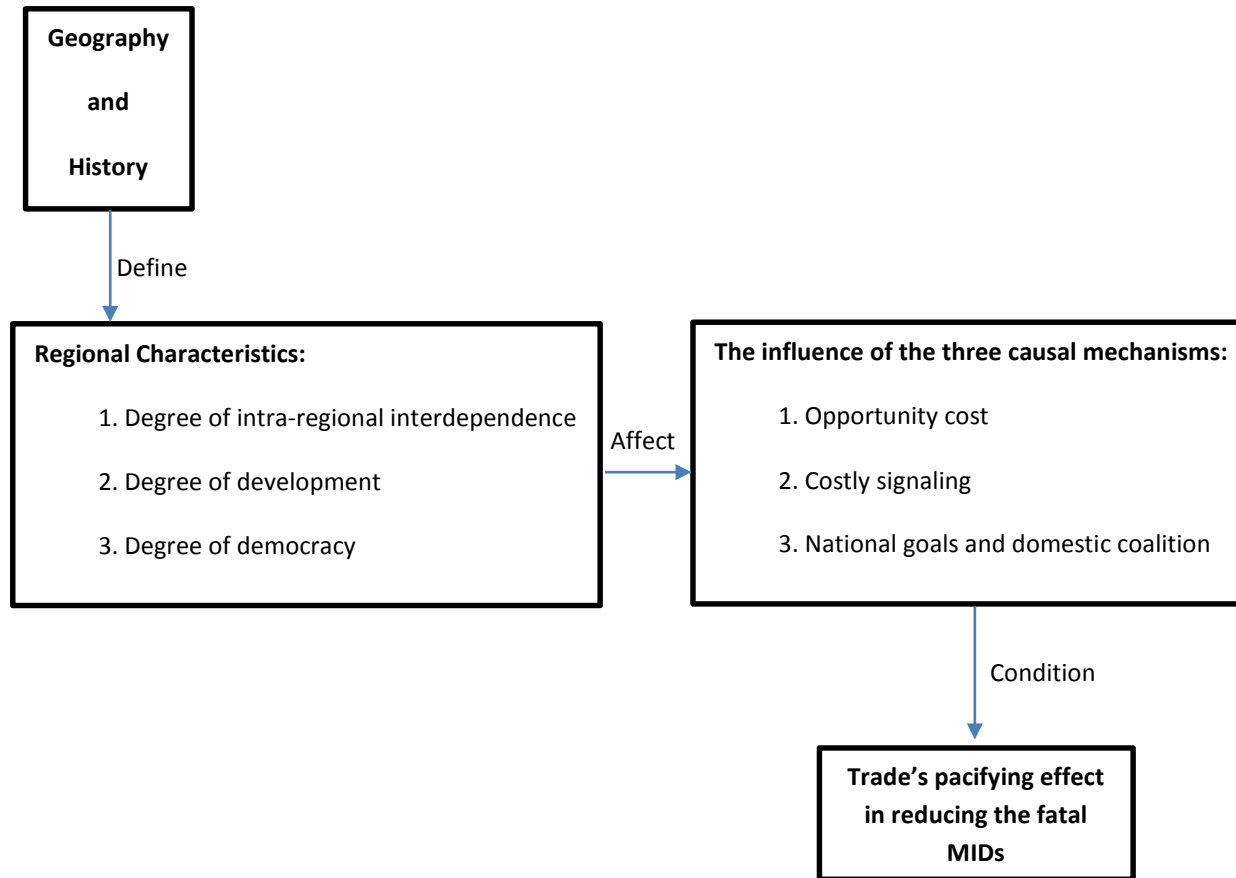 Geography
and
History
Define
Regional Characteristics:
1. Degree of intra-regional interdependence
2. Degree of development
3. Degree of democracy
Affect
The influence of the three causal mechanisms:
1. Opportunity cost
2. Costly signaling
3. National goals and domestic coalition
Condition
Trade’s pacifying effect
in reducing the fatal
MIDs